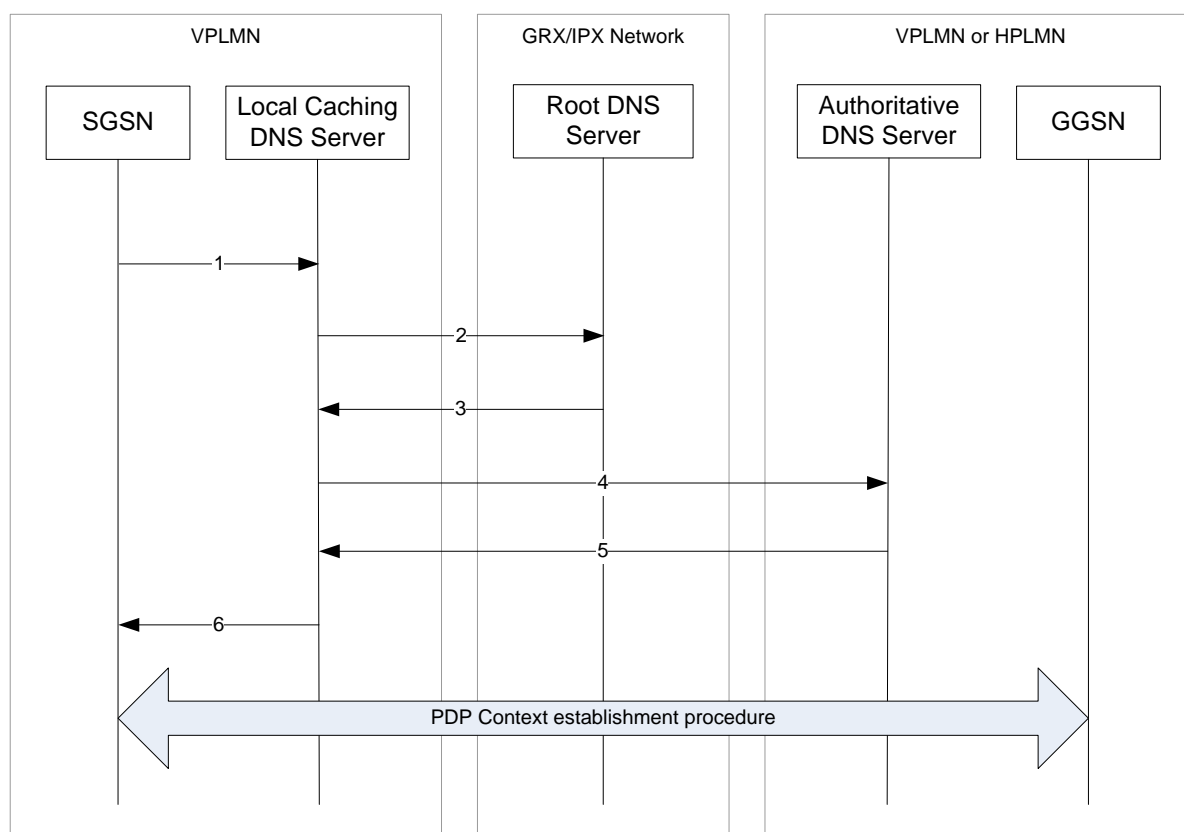 VPLMN
GRX/IPX Network
VPLMN or HPLMN
SGSN
Local Caching
DNS Server
Root DNS
Server
Authoritative
DNS Server
GGSN
1
2
3
4
5
6
PDP Context establishment procedure